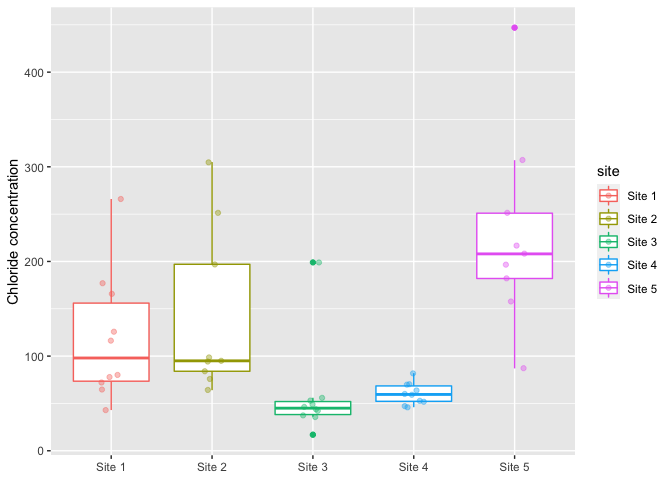 Chloride concentration
400
300
200
100
0
Site 1 Site 2 Site 3 Site 4 Site 5
site
Site 1
Site 2
Site 3
Site 4
Site 5